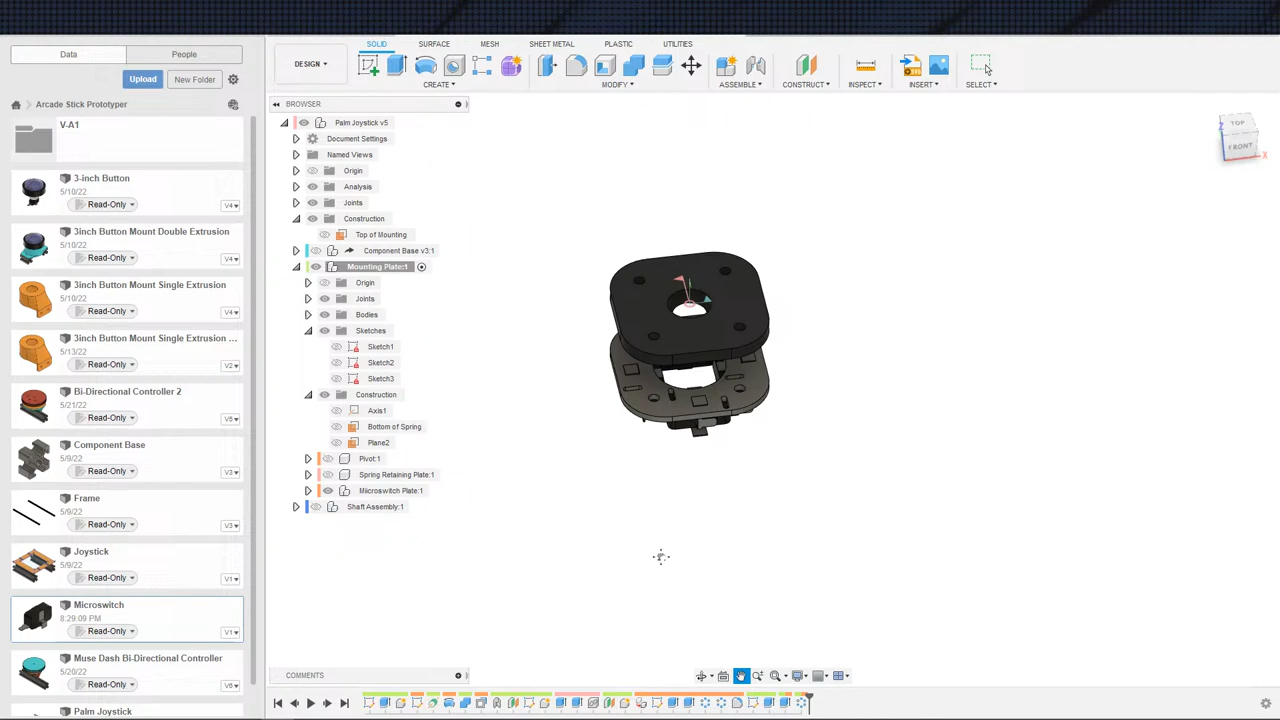 Data People
Upload New Folder
Arcade Stick Prototyper
V-A1
3-inch Button
5/10/22
Read-Only V4
3inch Button Mount Double Extrusion
5/10/22
Read-Only V4
3inch Button Mount Single Extrusion
5/10/22
Read-Only V4
3inch Button Mount Single Extrusion ...
5/13/22
Read-Only V2
Bi-Directional Controller 2
5/21/22
Read-Only V5
Component Base
5/9/22
Read-Only V3
Frame
5/9/22
Read-Only V3
Joystick
5/9/22
Read-Only V1
Microswitch
8:29:09 PM
Read-Only V1
Muse Dash Bi-Directional Controller
5/20/22
Read-Only V6
Palm Joystick
SOLID SURFACE MESH SHEET METAL PLASTIC UTILITIES
DESIGN
CREATE MODIFY ASSEMBLE CONSTRUCT INSPECT INSERT SELECT
BROWSER
Palm Joystick v5
Document Settings
Named Views
Origin
Analysis
Joints
Construction
Top of Mounting
Component Base v3:1
Mounting Plate:1
Origin
Joints
Bodies
Sketches
Sketch1
Sketch2
Sketch3
Construction
Axis1
Bottom of Spring
Plane2
Pivot:1
Spring Retaining Plate:1
Microswitch Plate:1
Shaft Assembly:1
TOP
FRONT
Z
X
COMMENTS